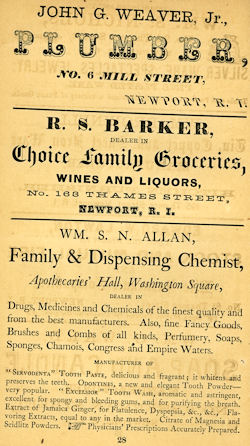 JOHN G. WEAVER, Jr.,
PLUMBER,
NO. 6 MILL STREET,
NEWPORT, R. I.
R. S. BARKER,
DEALER IN
Choice Family Groceries,
WINES AND LIQUORS,
No. 163 THAMES STREET,
NEWPORT, R. I.
WM. S. N. ALLAN,
Family & Dispensing Chemist,
Apothecaries' Hall, Washington Square,
DEALER IN
Drugs, Medicines and Chemicals of the finest quality and
from the best manufacturers. Also, fine Fancy Goods,
Brushes and Combs of all kinds, Perfumery, Soaps,
Sponges, Chamois, Congress and Empire Waters.
MANUFACTURER OF
"SERVODENTA" TOOTH PASTE, delicious and fragrant; it whitens and
preserves the teeth. ODONTINE, a new and elegant Tooth Powder—
very popular. "EXCELSIOR" TOOTH WASH, aromatic and astringent,
excellent for spongy and bleeding gums, and for purifying the breath.
Extract of Jamaica Ginger, for Flatulence, Dyspepsia, &c., &c. Fla-
voring Extracts, equal to any in the market. Citrate of Magnesia and
Seidlitz Powders. Physicians' Prescriptions Accurately Prepared.
28